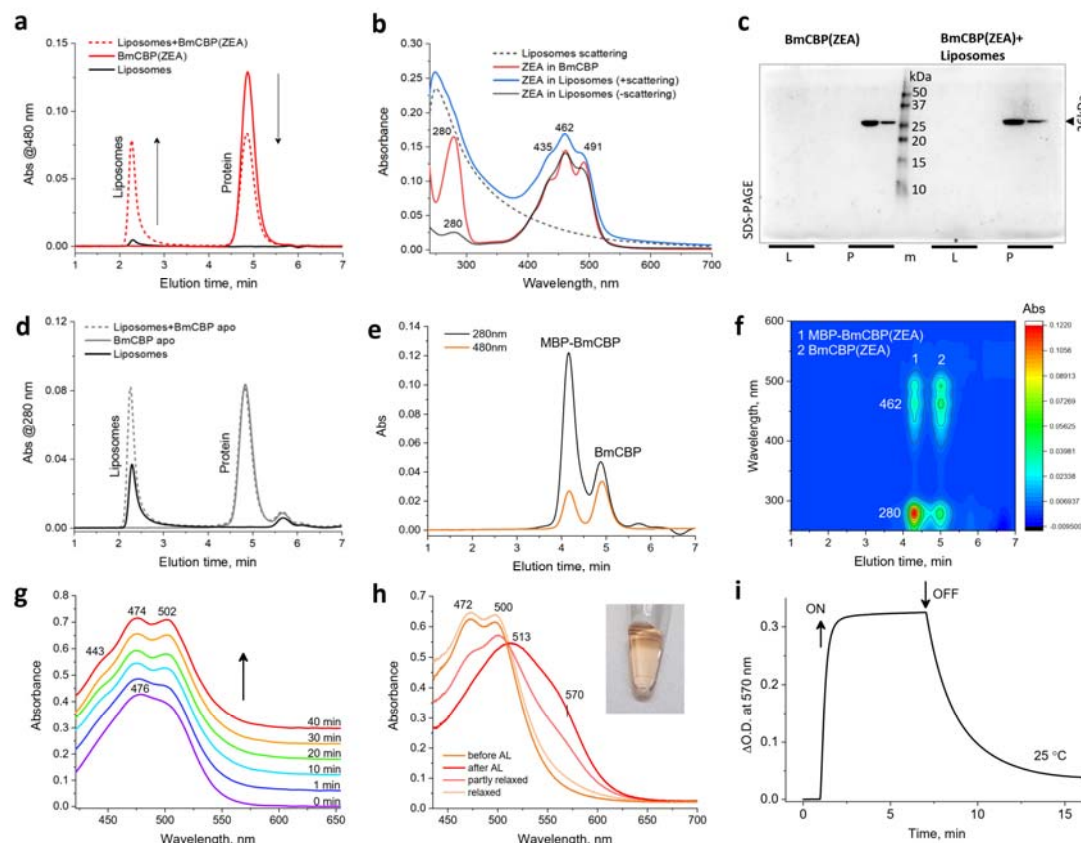 a
Liposomes+BmCBP(ZEA)
BmCBP(ZEA)
Liposomes
0.15
0.10
0.05
0.00
Abs @480 nm
Liposomes
Protein
1 2 3 4 5 6 7
Elution time, min
b
Liposomes scattering
ZEA in BmCBP
ZEA in Liposomes (+scattering)
ZEA in Liposomes (-scattering)
0.30
0.25
0.20
0.15
0.10
0.05
0.00
Absorbance
280
280
435
462
491
300 400 500 600 700
Wavelength, nm
c
BmCBP(ZEA)
BmCBP(ZEA)+
Liposomes
kDa
50
37
25
20
15
10
SDS-PAGE
L P m L P
d
Liposomes+BmCBP apo
BmCBP apo
Liposomes
0.12
0.08
0.04
0.00
Abs @280 nm
Liposomes
Protein
1 2 3 4 5 6 7
Elution time, min
e
280nm
480nm
0.14
0.12
0.10
0.08
0.06
0.04
0.02
0.00
Abs
MBP-BmCBP
BmCBP
1 2 3 4 5 6 7
Elution time, min
f
1 MBP-BmCBP(ZEA)
2 BmCBP(ZEA)
1 2
462
280
600
500
400
300
Wavelength, nm
1 2 3 4 5 6 7
Elution time, min
Abs
0.1220
0.1056
0.08913
0.07269
0.05625
0.03981
0.02338
0.006937
-0.009500
g
474 502
443
476
0.8
0.7
0.6
0.5
0.4
0.3
0.2
0.1
0.0
Absorbance
40 min
30 min
20 min
10 min
1 min
0 min
450 500 550 600 650
Wavelength, nm
h
472 500
513
570
0.7
0.6
0.5
0.4
0.3
0.2
0.1
0.0
Absorbance
before AL
after AL
partly relaxed
relaxed
450 500 550 600 650 700
Wavelength, nm
i
ON
OFF
25 °C
0.3
0.2
0.1
0.0
ΔO.D. at 570 nm
0 5 10 15
Time, min